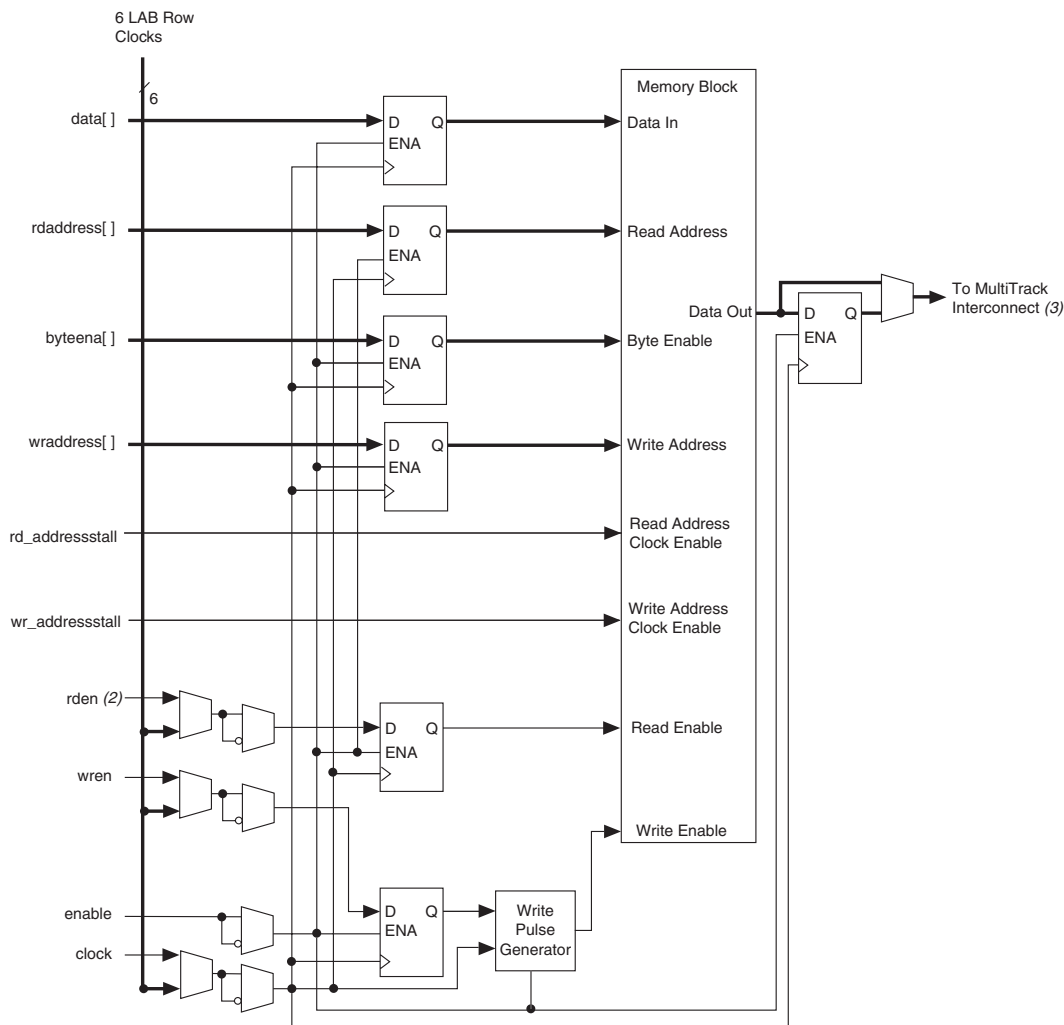 6 LAB Row
Clocks
6
Memory Block
data[ ]
D Q
ENA
Data In
rdaddress[ ]
D Q
ENA
Read Address
Data Out
D Q
ENA
To MultiTrack
Interconnect (3)
byteena[ ]
D Q
ENA
Byte Enable
wraddress[ ]
D Q
ENA
Write Address
rd_addressstall
Read Address
Clock Enable
wr_addressstall
Write Address
Clock Enable
rden (2)
D Q
ENA
Read Enable
wren
Write Enable
enable
D Q
ENA
Write
Pulse
Generator
clock